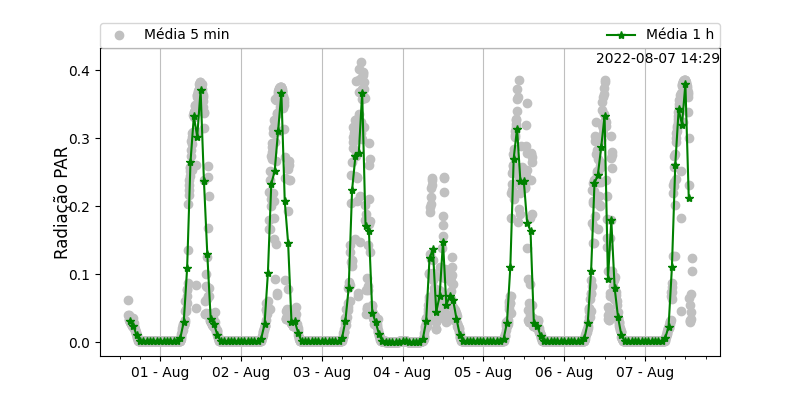 Média 5 min
Média 1 h
2022-08-07 14:29
Radiação PAR
0.4
0.3
0.2
0.1
0.0
01 - Aug
02 - Aug
03 - Aug
04 - Aug
05 - Aug
06 - Aug
07 - Aug